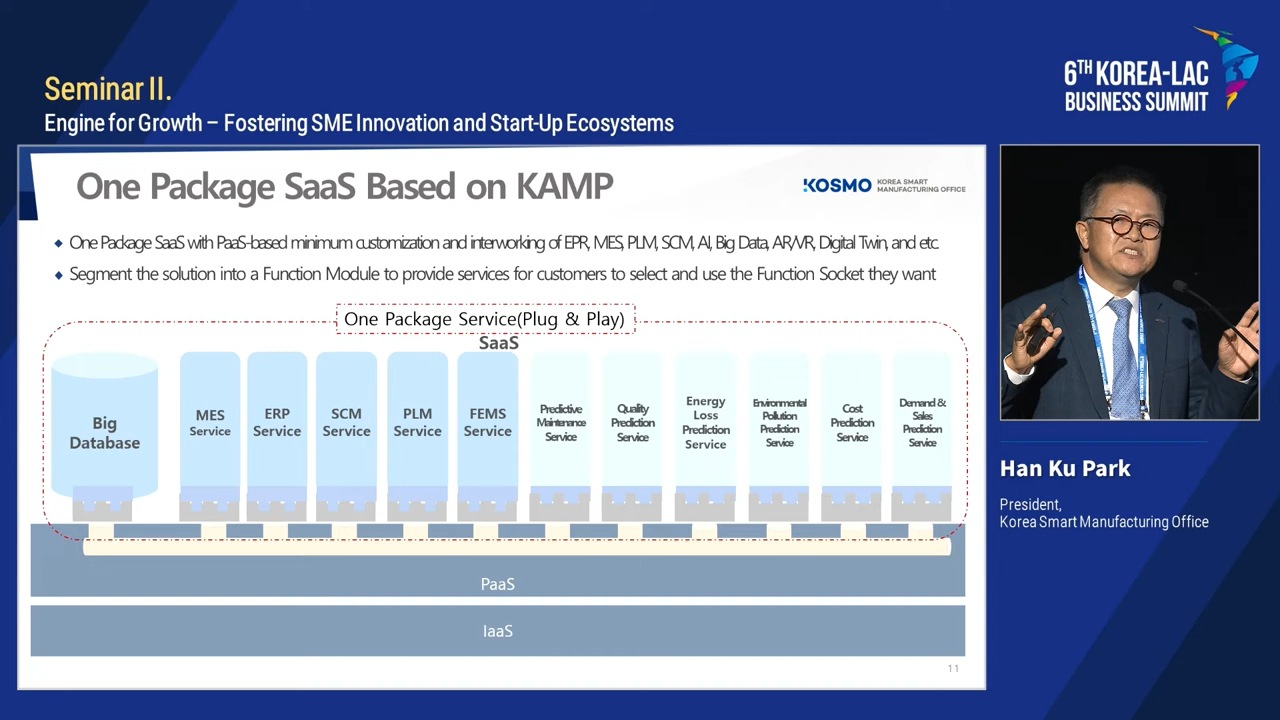 Seminar II.
Engine for Growth – Fostering SME Innovation and Start-Up Ecosystems
6TH KOREA-LAC
BUSINESS SUMMIT
One Package SaaS Based on KAMP
KOSMO KOREA SMART
MANUFACTURING OFFICE
One Package SaaS with PaaS-based minimum customization and interworking of EPR, MES, PLM, SCM, AI, Big Data, AR/VR, Digital Twin, and etc.
Segment the solution into a Function Module to provide services for customers to select and use the Function Socket they want
One Package Service(Plug & Play)
SaaS
Big
Database
MES
Service
ERP
Service
SCM
Service
PLM
Service
FEMS
Service
Predictive
Maintenance
Service
Quality
Prediction
Service
Energy
Loss
Prediction
Service
Environmental
Pollution
Prediction
Service
Cost
Prediction
Service
Demand &
Sales
Prediction
Service
PaaS
IaaS
11
Han Ku Park
President,
Korea Smart Manufacturing Office